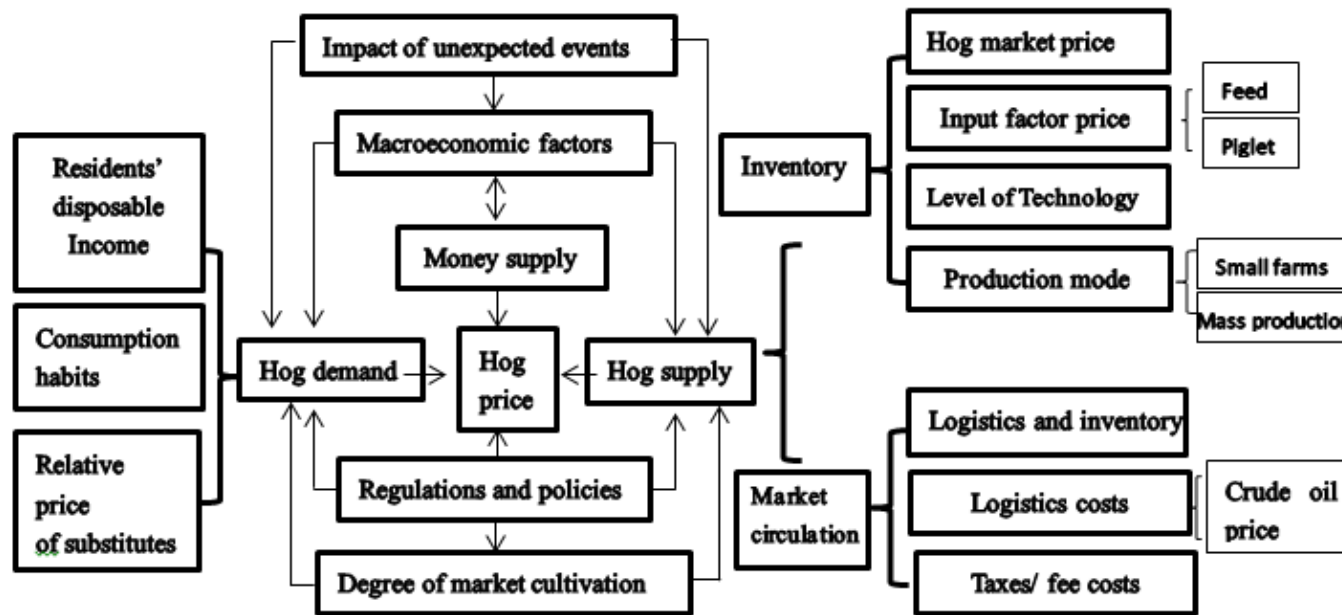 Impact of unexpected events
Macroeconomic factors
Money supply
Residents'
disposable
Income
Consumption
habits
Relative
price
of substitutes
Hog demand
Hog
price
Hog supply
Regulations and policies
Degree of market cultivation
Inventory
Hog market price
Input factor price
Feed
Piglet
Level of Technology
Production mode
Small farms
Mass production
Market
circulation
Logistics and inventory
Logistics costs
Crude oil
price
Taxes/ fee costs